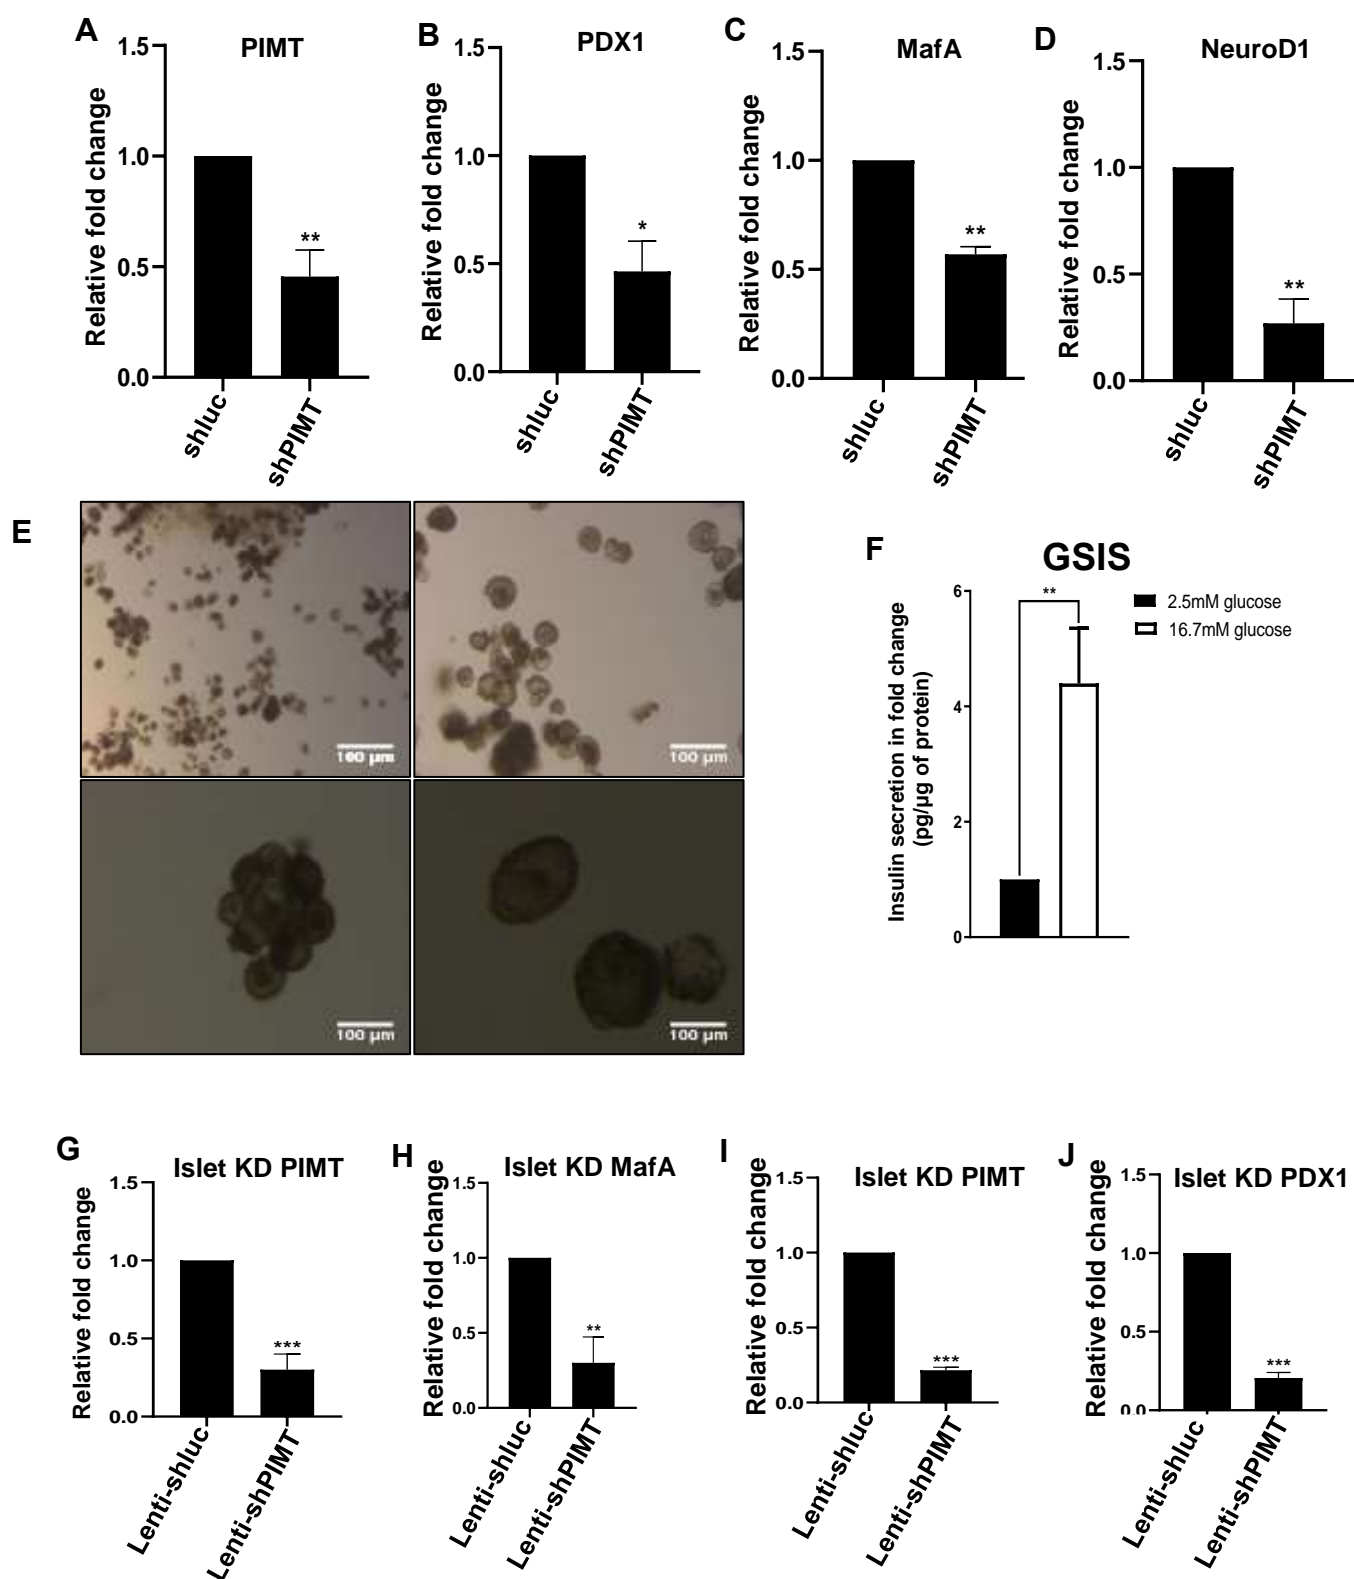 A
PIMT
Relative fold change
1.5
1.0
0.5
0.0
**
shluc
shPIMT
B
PDX1
Relative fold change
1.5
1.0
0.5
0.0
*
shluc
shPIMT
C
MafA
Relative fold change
1.5
1.0
0.5
0.0
**
shluc
shPIMT
D
NeuroD1
Relative fold change
1.5
1.0
0.5
0.0
**
shluc
shPIMT
E
100 µm
100 µm
100 µm
100 µm
F
GSIS
Insulin secretion in fold change
(pg/µg of protein)
6
4
2
0
**
2.5mM glucose
16.7mM glucose
G
Islet KD PIMT
Relative fold change
1.5
1.0
0.5
0.0
***
Lenti-shluc
Lenti-shPIMT
H
Islet KD MafA
Relative fold change
1.5
1.0
0.5
0.0
**
Lenti-shluc
Lenti-shPIMT
I
Islet KD PIMT
Relative fold change
1.5
1.0
0.5
0.0
***
Lenti-shluc
Lenti-shPIMT
J
Islet KD PDX1
Relative fold change
1.5
1.0
0.5
0.0
***
Lenti-shluc
Lenti-shPIMT